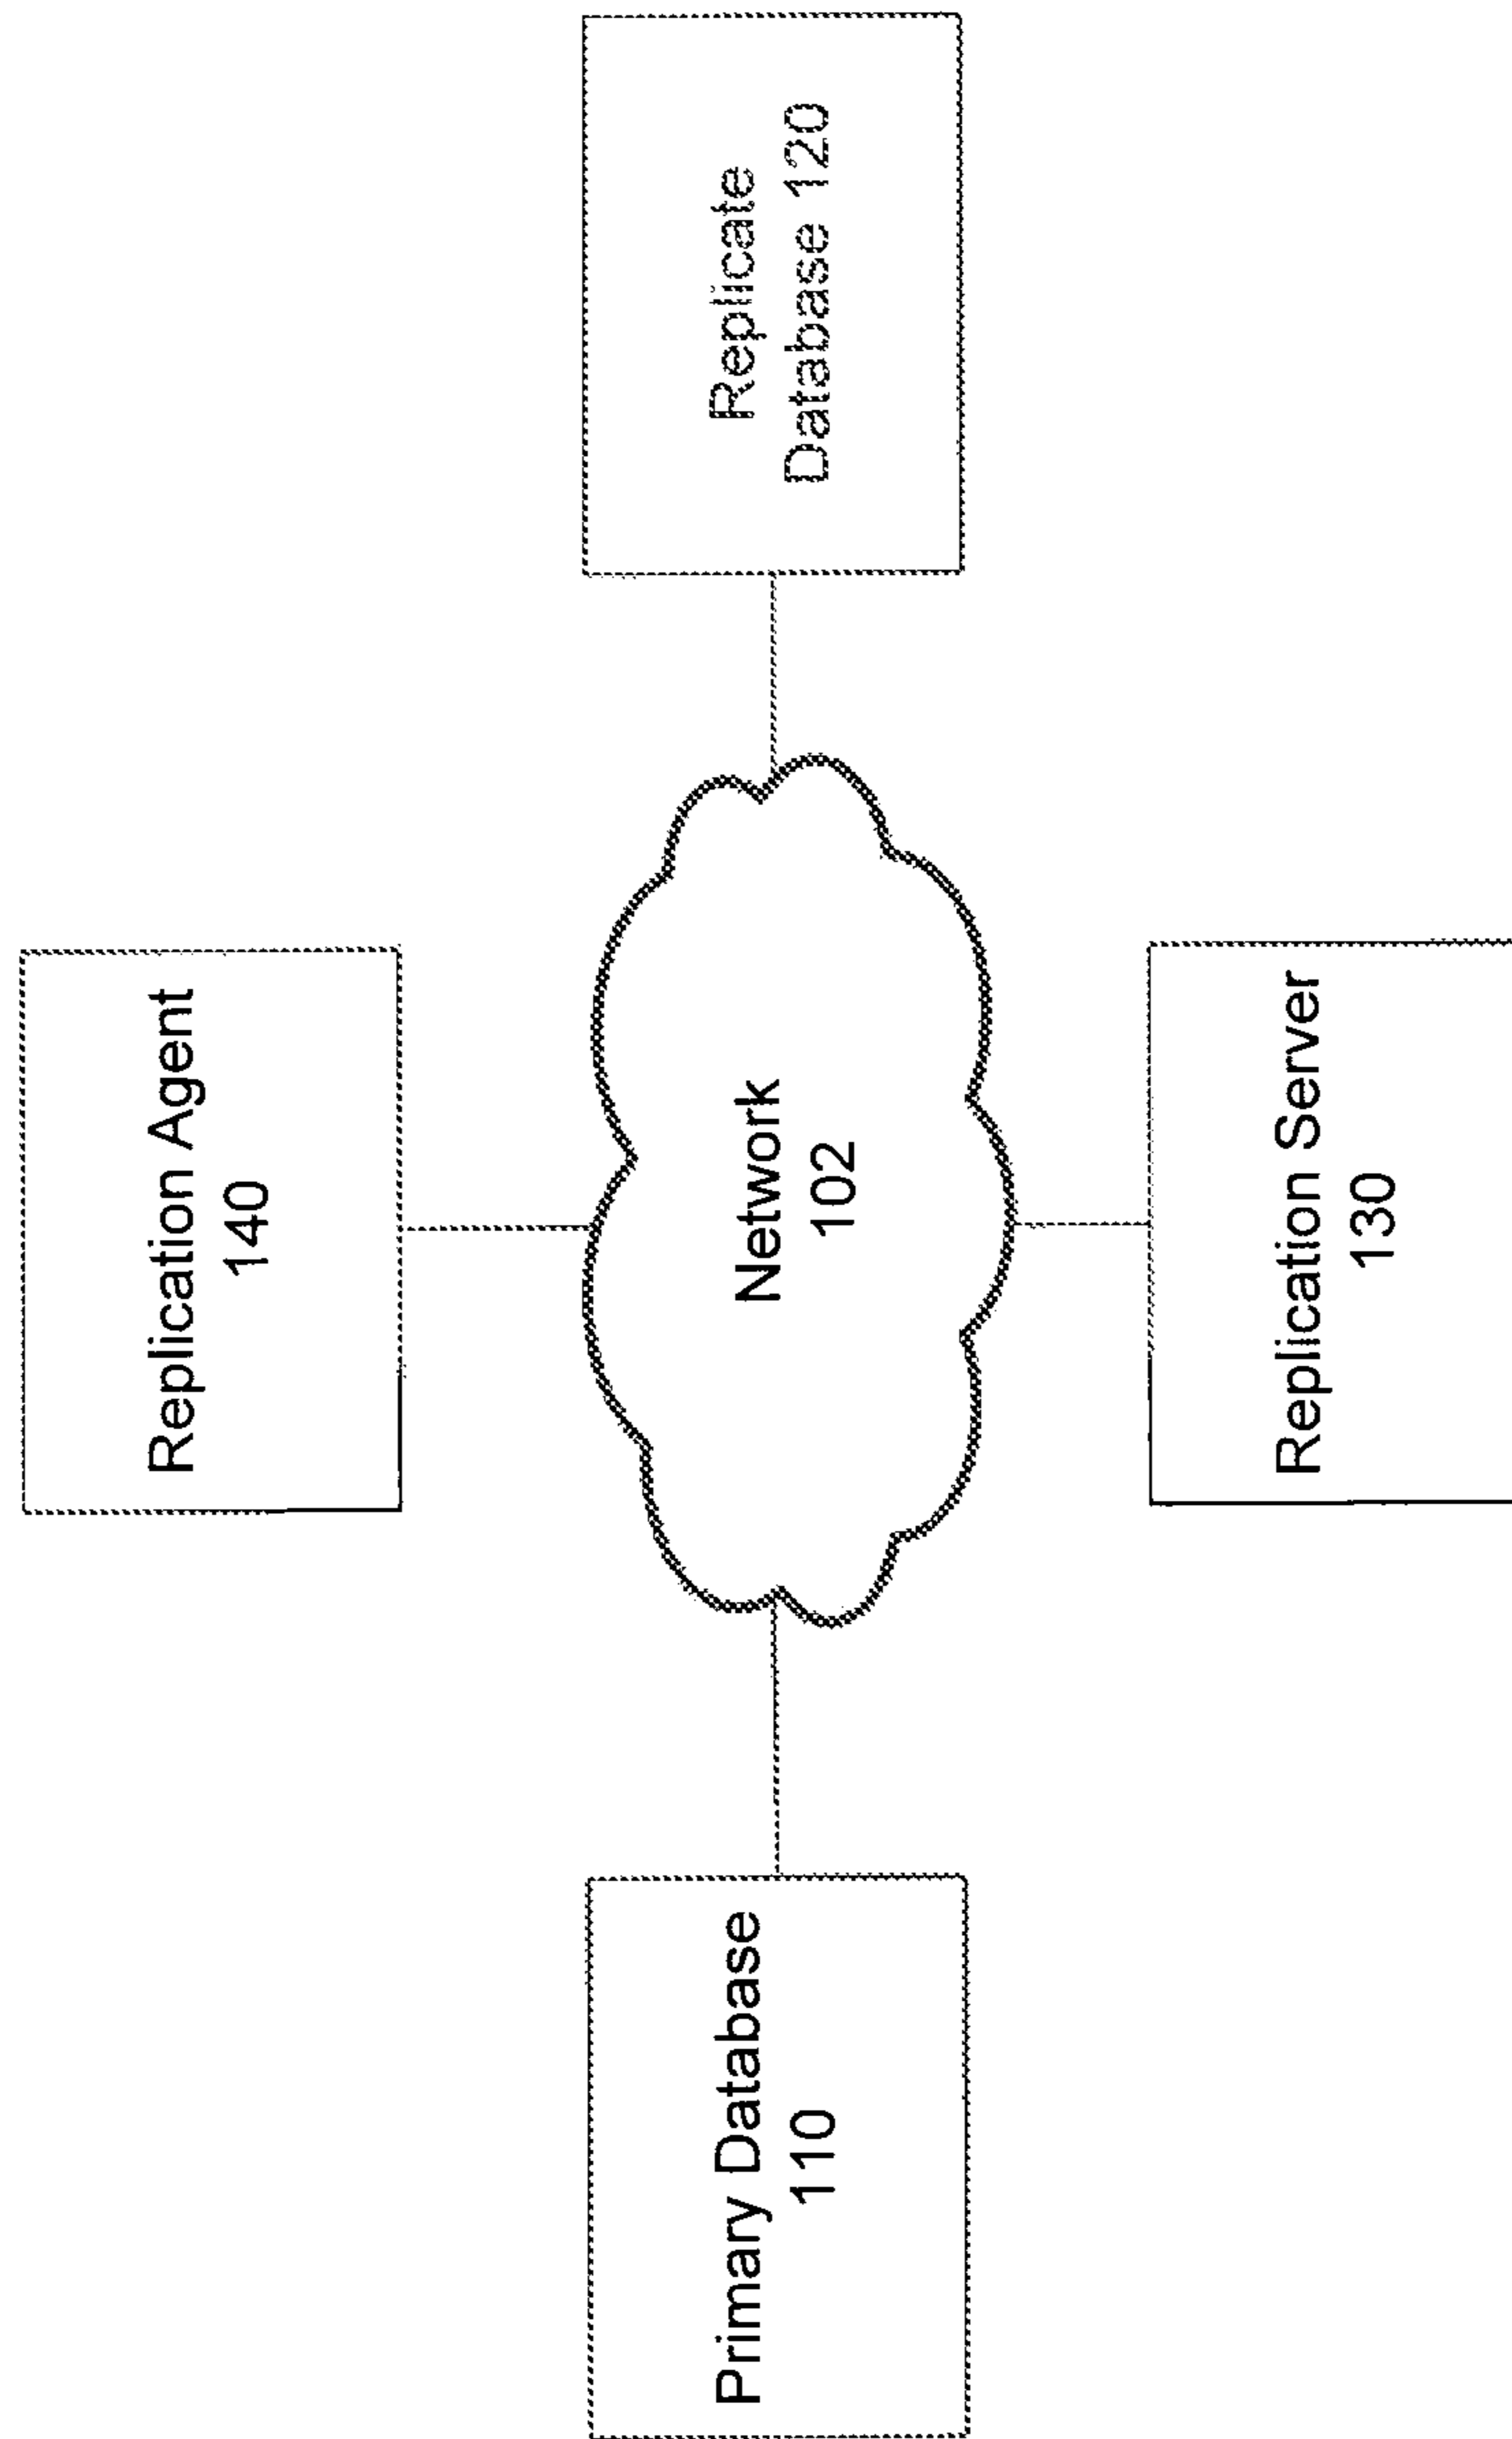 Replication Agent
140
Primary Database
110
Network
102
Replicate
Database 120
Replication Server
130